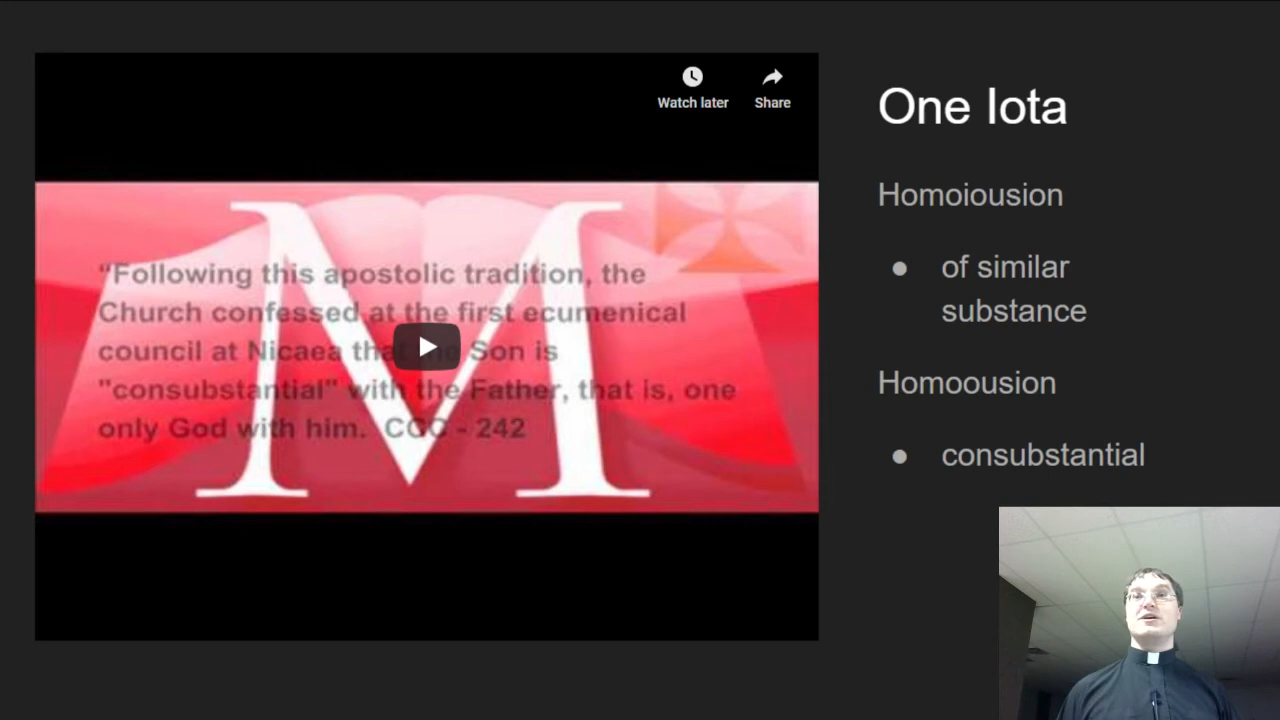 Watch later
Share
"Following this apostolic tradition, the
Church confessed at the first ecumenical
council at Nicaea that Son is
"consubstantial" with the Father, that is, one
only God with him. CCC - 242
M
One Iota
Homoiousion
● of similar
substance
Homoousion
● consubstantial